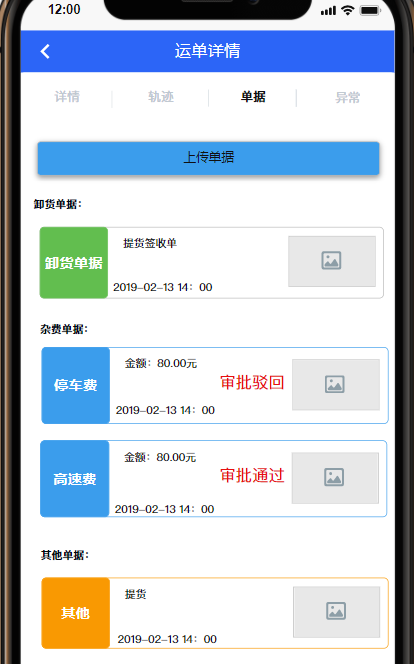 12:00
运单详情
详情 轨迹 单据 异常
上传单据
卸货单据:
卸货单据
提货签收单
2019-02-13 14：00
杂费单据:
停车费
金额：80.00元
审批驳回
2019-02-13 14：00
高速费
金额：80.00元
审批通过
2019-02-13 14：00
其他单据:
其他
提货
2019-02-13 14：00